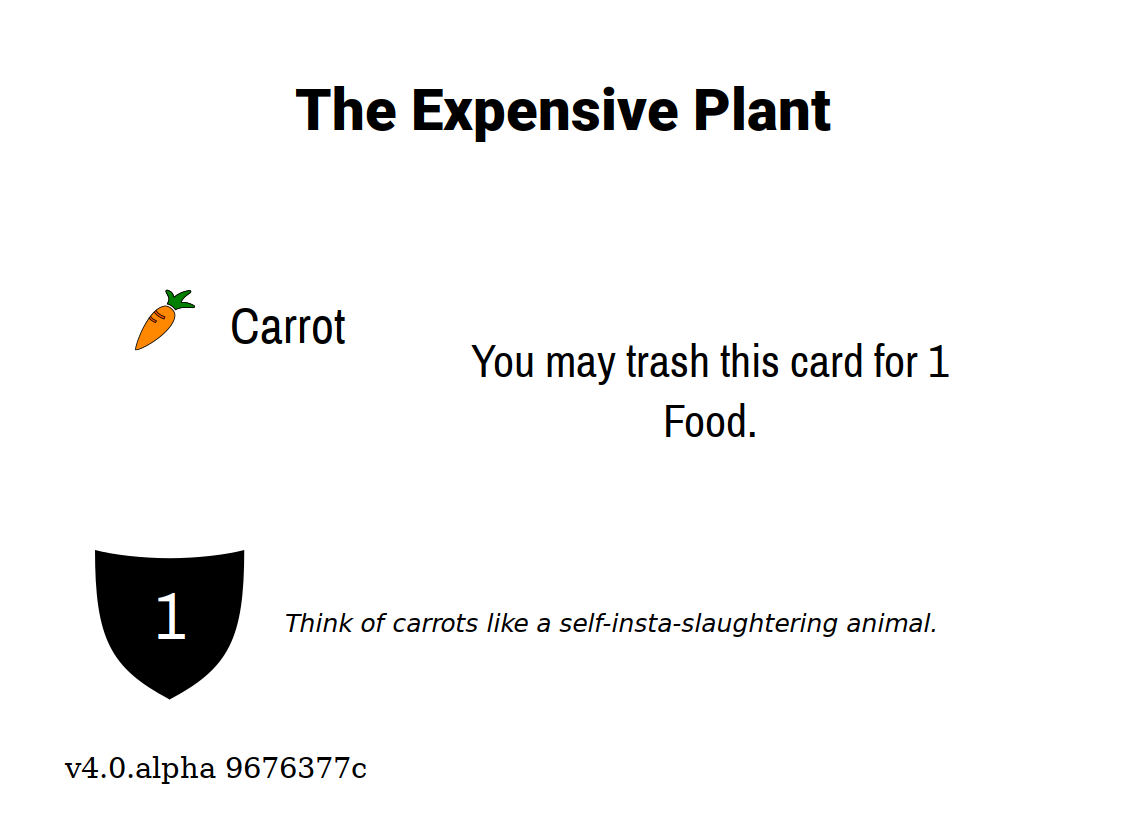 The Expensive Plant
Carrot
You may trash this card for 1
Food.
1
Think of carrots like a self-insta-slaughtering animal.
v4.0.alpha 9676377c